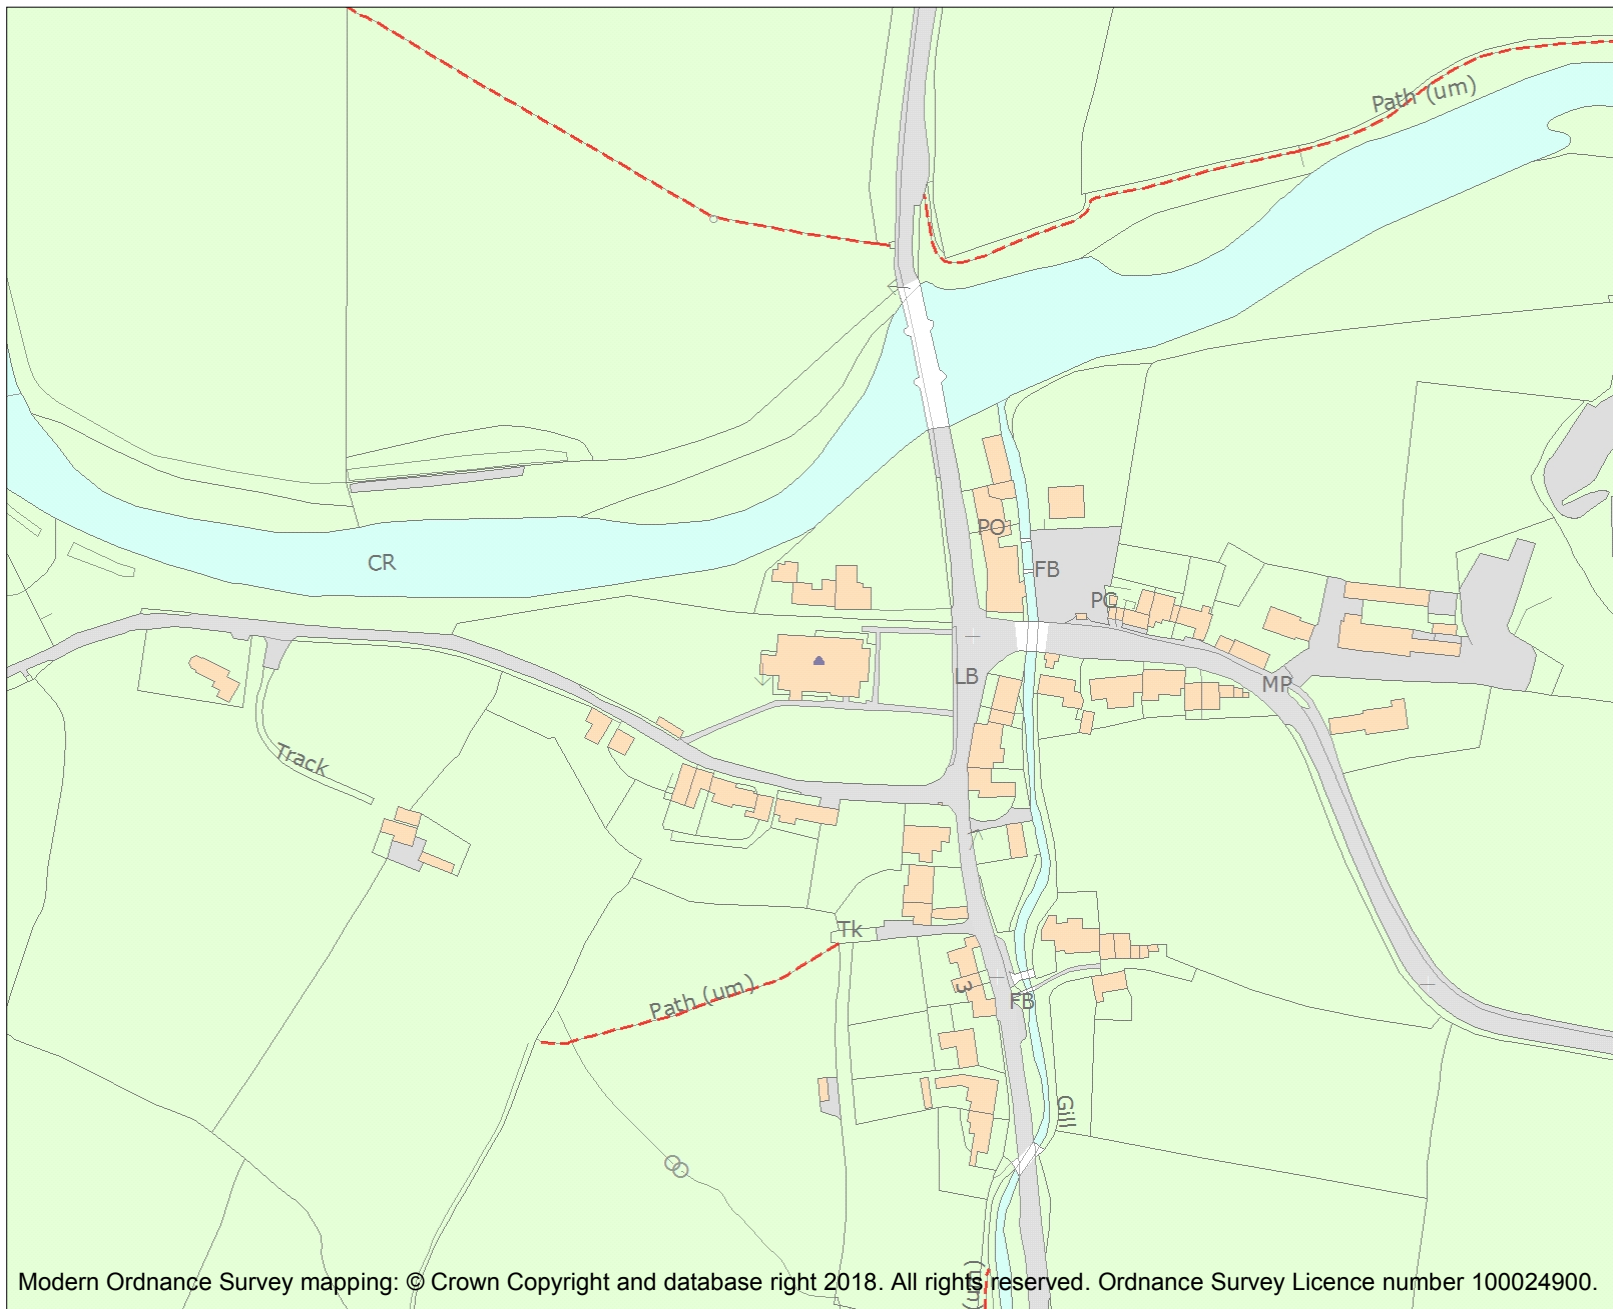 Path (um)
PO
CR
FB
PC
LB
MP
Track
Tk
Path (um)
3
FB
Gill
(um)
Modern Ordnance Survey mapping: © Crown Copyright and database right 2018. All rights reserved. Ordnance Survey Licence number 100024900.